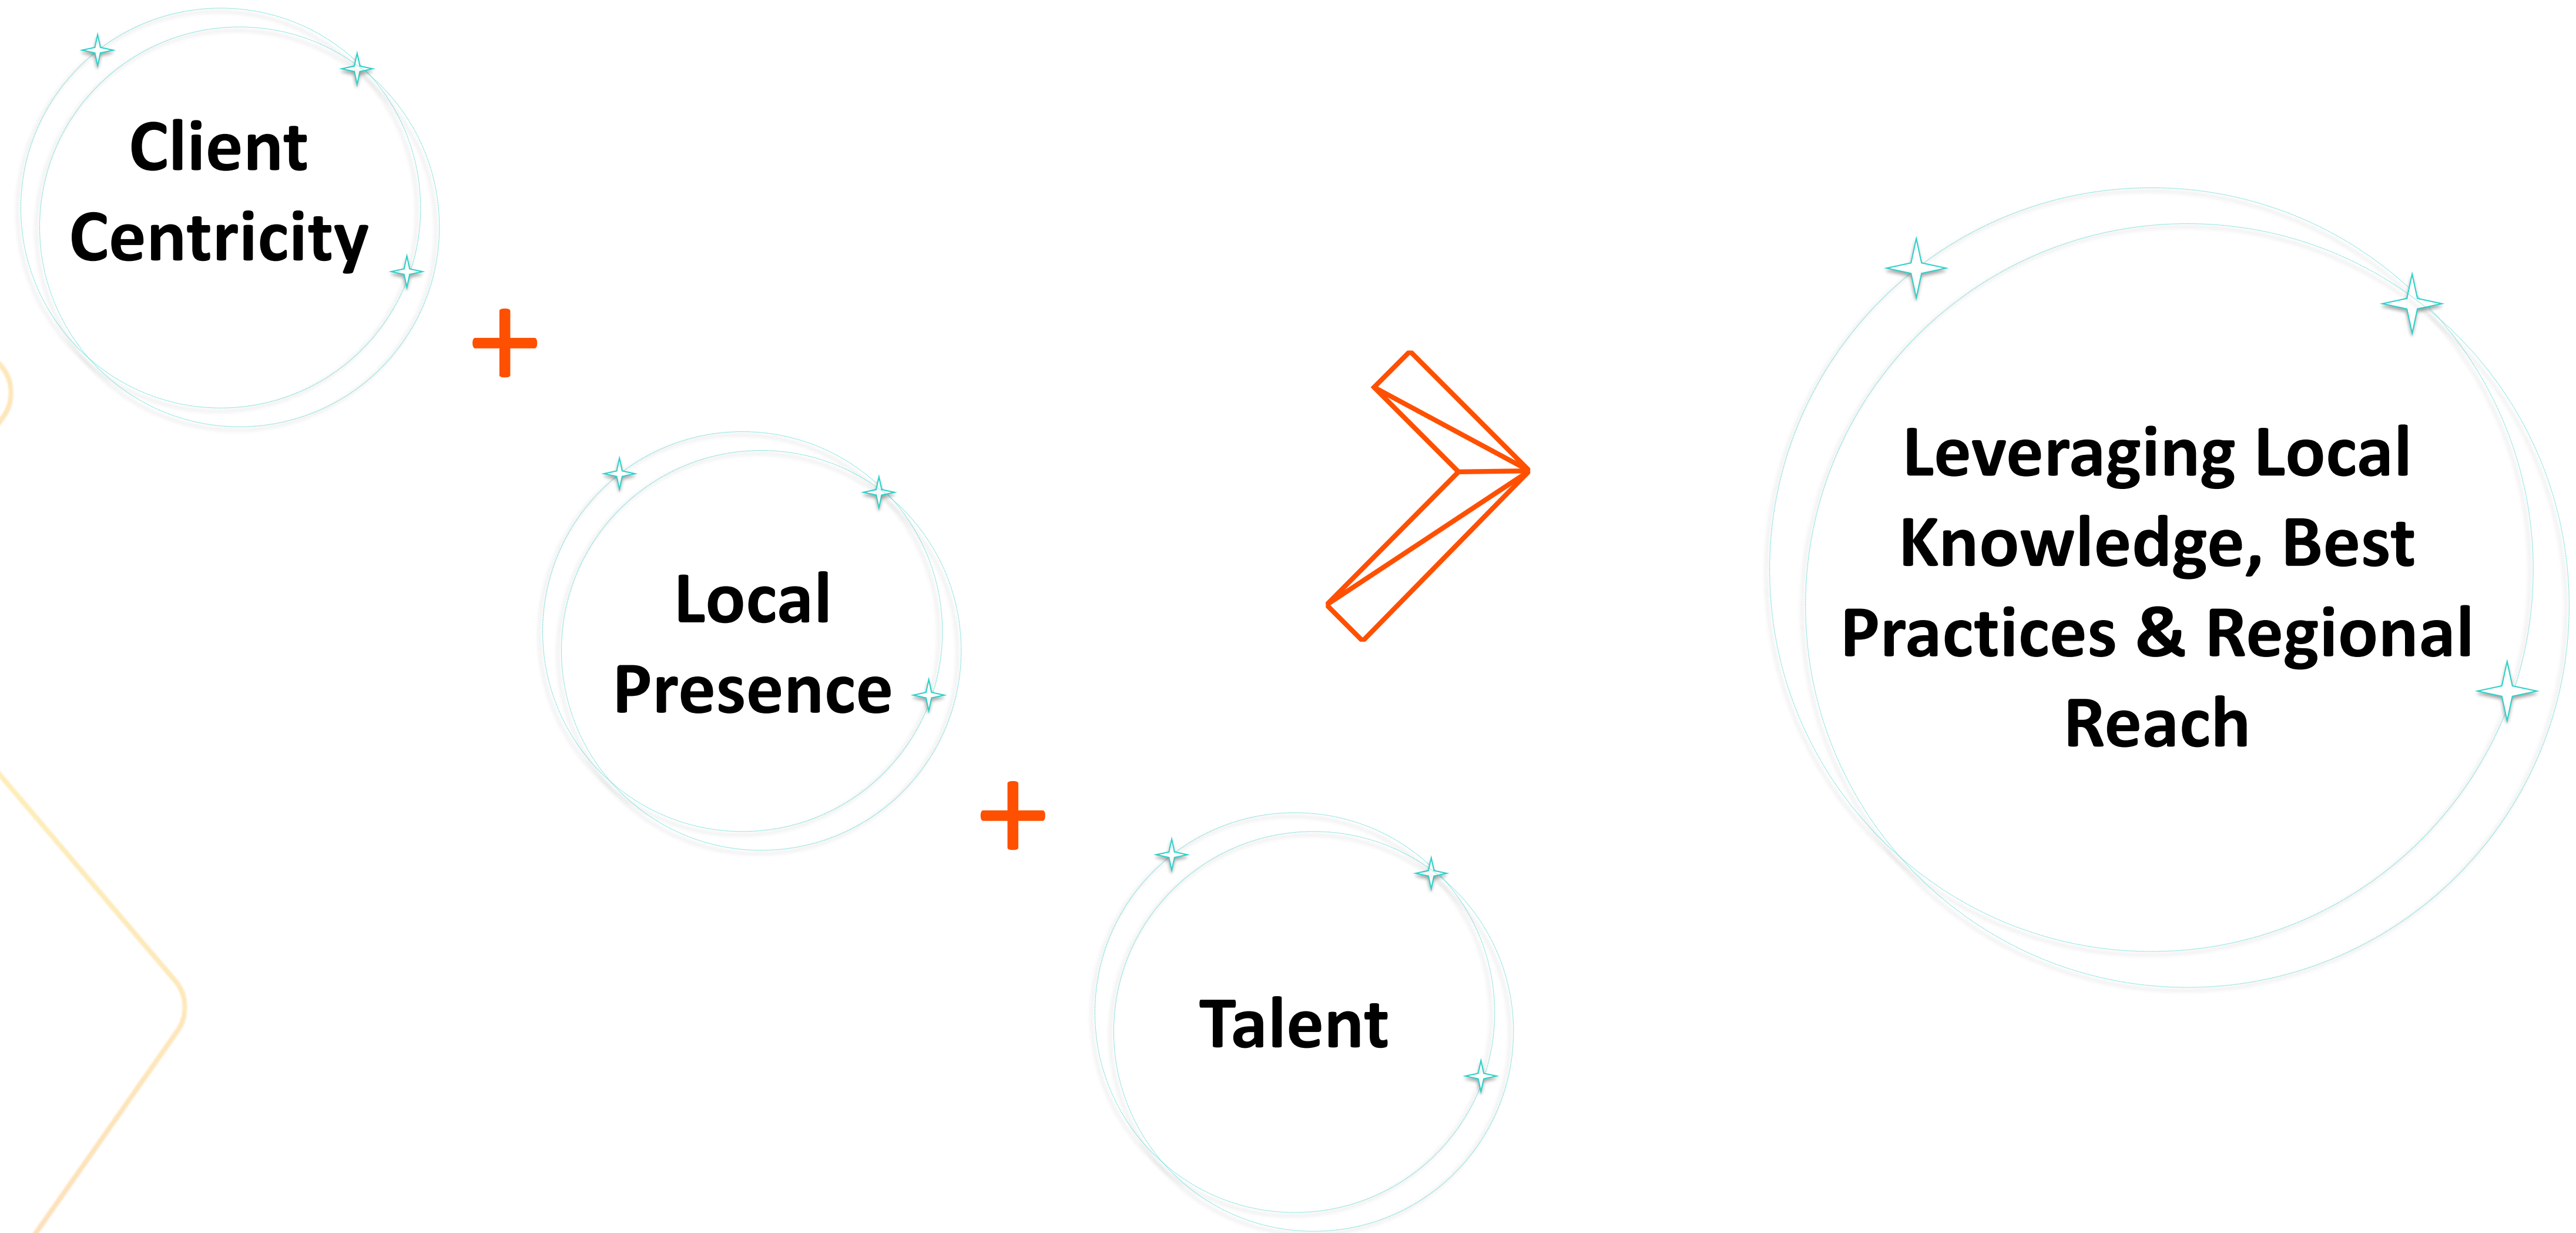 Client
Centricity
+
Local
Presence
+
Talent
Leveraging Local
Knowledge, Best
Practices & Regional
Reach